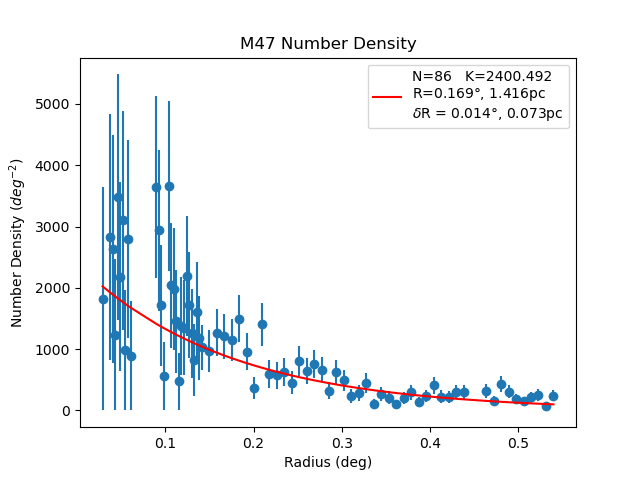 M47 Number Density
N=86 K=2400.492
R=0.169°, 1.416pc
δR = 0.014°, 0.073pc
Number Density (deg⁻²)
5000
4000
3000
2000
1000
0
0.1 0.2 0.3 0.4 0.5
Radius (deg)